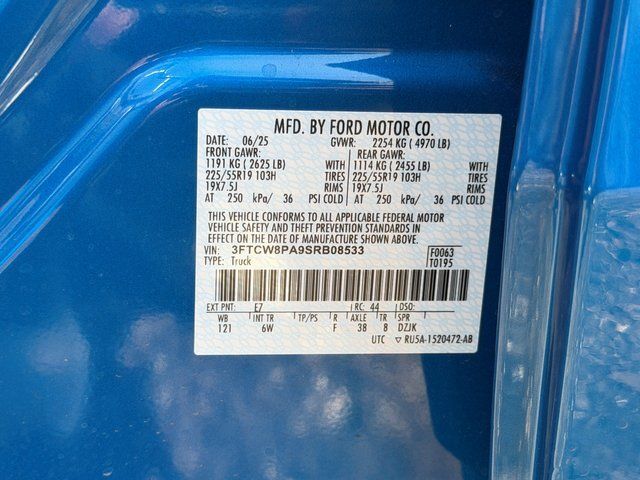 MFD. BY FORD MOTOR CO.
DATE: 06/25 GVWR: 2254 KG ( 4970 LB)
FRONT GAWR: REAR GAWR:
1191 KG ( 2625 LB) WITH 1114 KG ( 2455 LB) WITH
225/55R19 103H TIRES 225/55R19 103H TIRES
19X7.5J RIMS 19X7.5J RIMS
AT 250 kPa/ 36 PSI COLD AT 250 kPa/ 36 PSI COLD
THIS VEHICLE CONFORMS TO ALL APPLICABLE FEDERAL MOTOR
VEHICLE SAFETY AND THEFT PREVENTION STANDARDS IN
EFFECT ON THE DATE OF MANUFACTURE SHOWN ABOVE.
VIN: 3FTCW8PA9SRB08533 F0063
TYPE: Truck T0195
EXT PNT: E7 RC: 44 DSO:
WB INT TR TP/PS R AXLE TR SPR
121 6W F 38 8 DZJK
UTC ▽ RU5A-1520472-AB